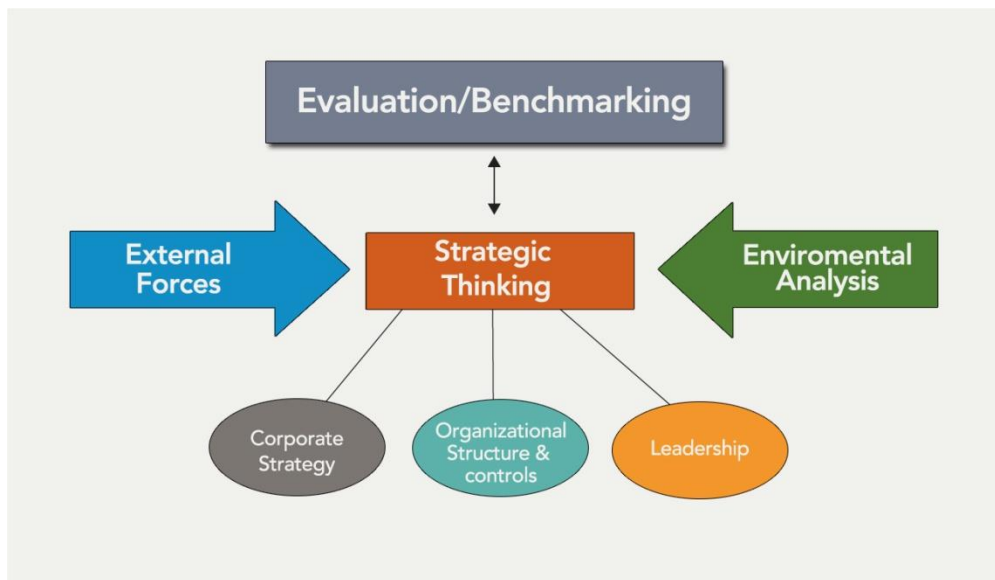 Evaluation/Benchmarking
External
Forces
Strategic
Thinking
Enviromental
Analysis
Corporate
Strategy
Organizational
Structure &
controls
Leadership